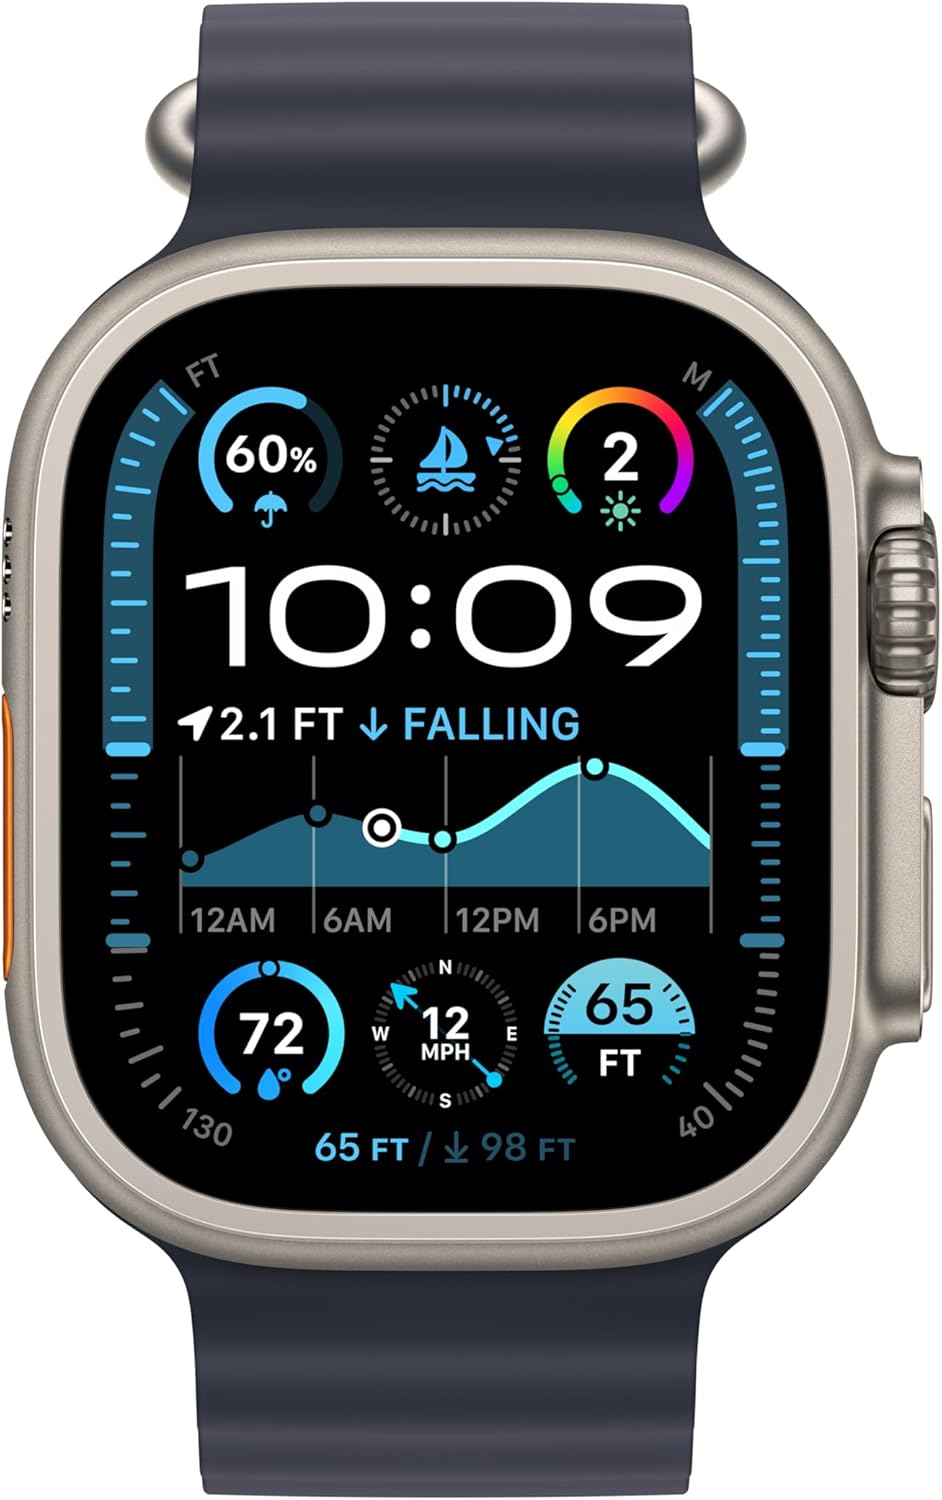 FT
M
60%
2
10:09
2.1 FT ↓ FALLING
12AM 6AM 12PM 6PM
72
N
W
12
MPH
E
S
65
FT
130
40
65 FT / ↓ 98 FT